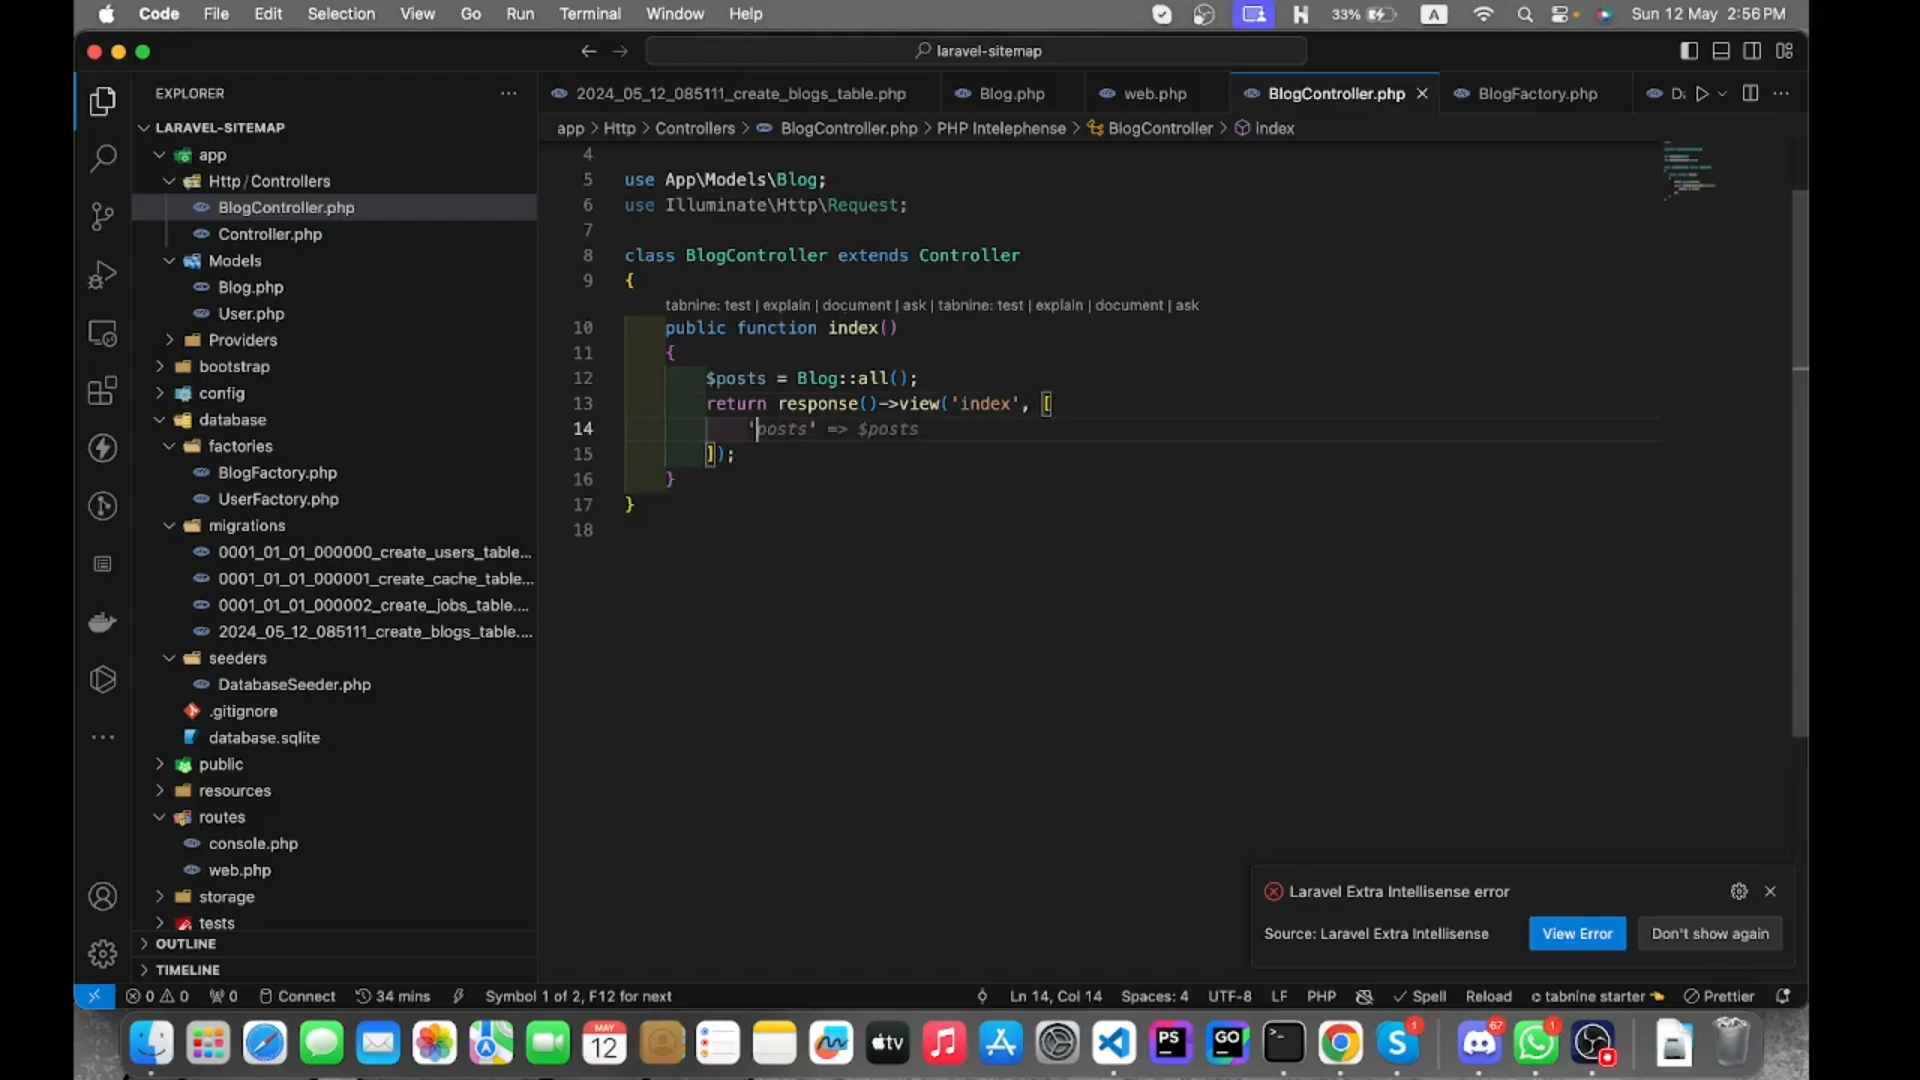 Code File Edit Selection View Go Run Terminal Window Help
33% A Sun 12 May 2:56 PM
laravel-sitemap
EXPLORER
LARAVEL-SITEMAP
app
Http / Controllers
BlogController.php
Controller.php
Models
Blog.php
User.php
Providers
bootstrap
config
database
factories
BlogFactory.php
UserFactory.php
migrations
0001_01_01_000000_create_users_table...
0001_01_01_000001_create_cache_table...
0001_01_01_000002_create_jobs_table....
2024_05_12_085111_create_blogs_table....
seeders
DatabaseSeeder.php
.gitignore
database.sqlite
public
resources
routes
console.php
web.php
storage
tests
OUTLINE
TIMELINE
2024_05_12_085111_create_blogs_table.php Blog.php web.php BlogController.php BlogFactory.php
app > Http > Controllers > BlogController.php > PHP Intelephense > BlogController > index
4
5 use App\Models\Blog;
6 use Illuminate\Http\Request;
7
8 class BlogController extends Controller
9 {
tabnine: test | explain | document | ask | tabnine: test | explain | document | ask
10 public function index()
11 {
12 $posts = Blog::all();
13 return response()->view('index', [
14 'posts' => $posts
15 ]);
16 }
17 }
18
Laravel Extra Intellisense error
Source: Laravel Extra Intellisense View Error Don't show again
0 0 0 Connect 34 mins Symbol 1 of 2, F12 for next Ln 14, Col 14 Spaces: 4 UTF-8 LF PHP Spell Reload tabnine starter Prettier
MAY
12
tv
PS
GO
1
67
1